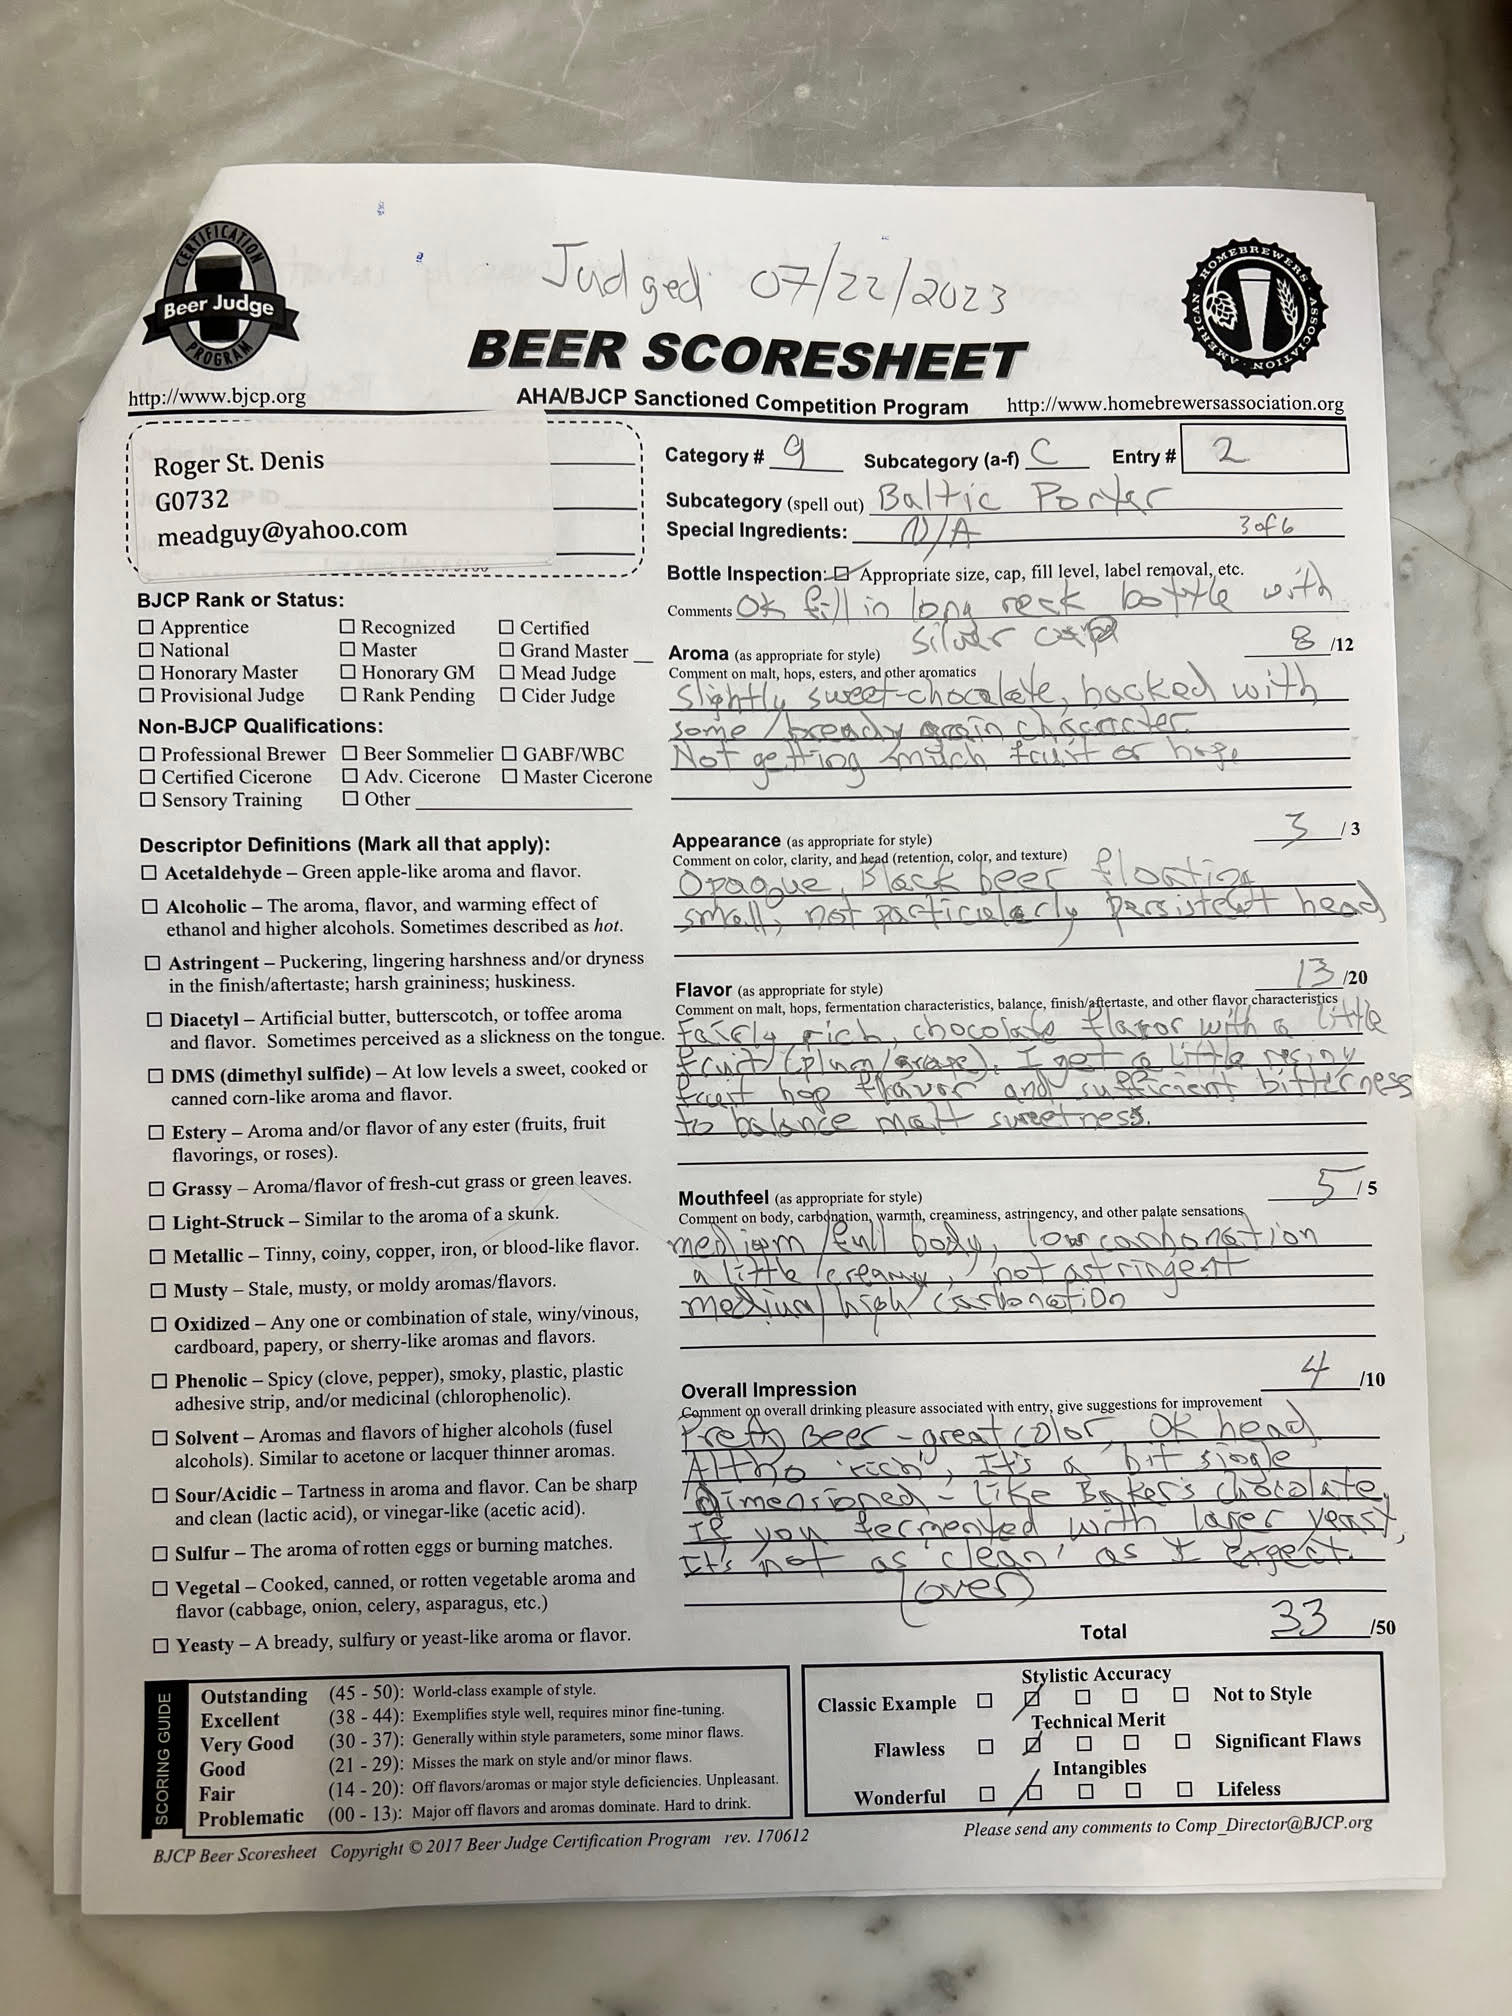 Judged 07/22/2023
CERTIFICATION
Beer Judge
PROGRAM
AMERICAN HOMEBREWERS ASSOCIATION
BEER SCORESHEET
http://www.bjcp.org
AHA/BJCP Sanctioned Competition Program
http://www.homebrewersassociation.org
Roger St. Denis
G0732
meadguy@yahoo.com
BJCP Rank or Status:
☐ Apprentice ☐ Recognized ☐ Certified
☐ National ☐ Master ☐ Grand Master __
☐ Honorary Master ☐ Honorary GM ☐ Mead Judge
☐ Provisional Judge ☐ Rank Pending ☐ Cider Judge
Non-BJCP Qualifications:
☐ Professional Brewer ☐ Beer Sommelier ☐ GABF/WBC
☐ Certified Cicerone ☐ Adv. Cicerone ☐ Master Cicerone
☐ Sensory Training ☐ Other
Descriptor Definitions (Mark all that apply):
☐ Acetaldehyde – Green apple-like aroma and flavor.
☐ Alcoholic – The aroma, flavor, and warming effect of
ethanol and higher alcohols. Sometimes described as hot.
☐ Astringent – Puckering, lingering harshness and/or dryness
in the finish/aftertaste; harsh graininess; huskiness.
☐ Diacetyl – Artificial butter, butterscotch, or toffee aroma
and flavor. Sometimes perceived as a slickness on the tongue.
☐ DMS (dimethyl sulfide) – At low levels a sweet, cooked or
canned corn-like aroma and flavor.
☐ Estery – Aroma and/or flavor of any ester (fruits, fruit
flavorings, or roses).
☐ Grassy – Aroma/flavor of fresh-cut grass or green leaves.
☐ Light-Struck – Similar to the aroma of a skunk.
☐ Metallic – Tinny, coiny, copper, iron, or blood-like flavor.
☐ Musty – Stale, musty, or moldy aromas/flavors.
☐ Oxidized – Any one or combination of stale, winy/vinous,
cardboard, papery, or sherry-like aromas and flavors.
☐ Phenolic – Spicy (clove, pepper), smoky, plastic, plastic
adhesive strip, and/or medicinal (chlorophenolic).
☐ Solvent – Aromas and flavors of higher alcohols (fusel
alcohols). Similar to acetone or lacquer thinner aromas.
☐ Sour/Acidic – Tartness in aroma and flavor. Can be sharp
and clean (lactic acid), or vinegar-like (acetic acid).
☐ Sulfur – The aroma of rotten eggs or burning matches.
☐ Vegetal – Cooked, canned, or rotten vegetable aroma and
flavor (cabbage, onion, celery, asparagus, etc.)
☐ Yeasty – A bready, sulfury or yeast-like aroma or flavor.
Category # 9 Subcategory (a-f) C Entry # 2
Subcategory (spell out) Baltic Porter
Special Ingredients: N/A 3 of 6
Bottle Inspection: ☑ Appropriate size, cap, fill level, label removal, etc.
Comments OK fill in long neck bottle with
silver cap
Aroma (as appropriate for style) 8 /12
Comment on malt, hops, esters, and other aromatics
Slightly sweet-chocolate, backed with
some bready grain character.
Not getting much fruit or hops
Appearance (as appropriate for style) 3 / 3
Comment on color, clarity, and head (retention, color, and texture)
Opaque, Black beer floating
small, not particularly persistent head
Flavor (as appropriate for style) 13 /20
Comment on malt, hops, fermentation characteristics, balance, finish/aftertaste, and other flavor characteristics
Fairly rich, chocolate flavor with a little
fruit (plum/grape). I get a little resiny
fruit hop flavor and sufficient bitterness
to balance malt sweetness.
Mouthfeel (as appropriate for style) 5 / 5
Comment on body, carbonation, warmth, creaminess, astringency, and other palate sensations
medium/full body, low carbonation
a little creamy, not astringent
medium/high carbonation
Overall Impression 4 /10
Comment on overall drinking pleasure associated with entry, give suggestions for improvement
Pretty Beer - great color, OK head.
Altho 'rich', It's a bit single
dimensioned - like Baker's chocolate.
If you fermented with lager yeast,
It's not as 'clean' as I expect.
(over)
Total 33 /50
SCORING GUIDE
Outstanding (45 - 50): World-class example of style.
Excellent (38 - 44): Exemplifies style well, requires minor fine-tuning.
Very Good (30 - 37): Generally within style parameters, some minor flaws.
Good (21 - 29): Misses the mark on style and/or minor flaws.
Fair (14 - 20): Off flavors/aromas or major style deficiencies. Unpleasant.
Problematic (00 - 13): Major off flavors and aromas dominate. Hard to drink.
Stylistic Accuracy
Classic Example ☐ ☑ ☐ ☐ ☐ Not to Style
Technical Merit
Flawless ☐ ☑ ☐ ☐ ☐ Significant Flaws
Intangibles
Wonderful ☐ ☑ ☐ ☐ ☐ Lifeless
BJCP Beer Scoresheet Copyright © 2017 Beer Judge Certification Program rev. 170612
Please send any comments to Comp_Director@BJCP.org